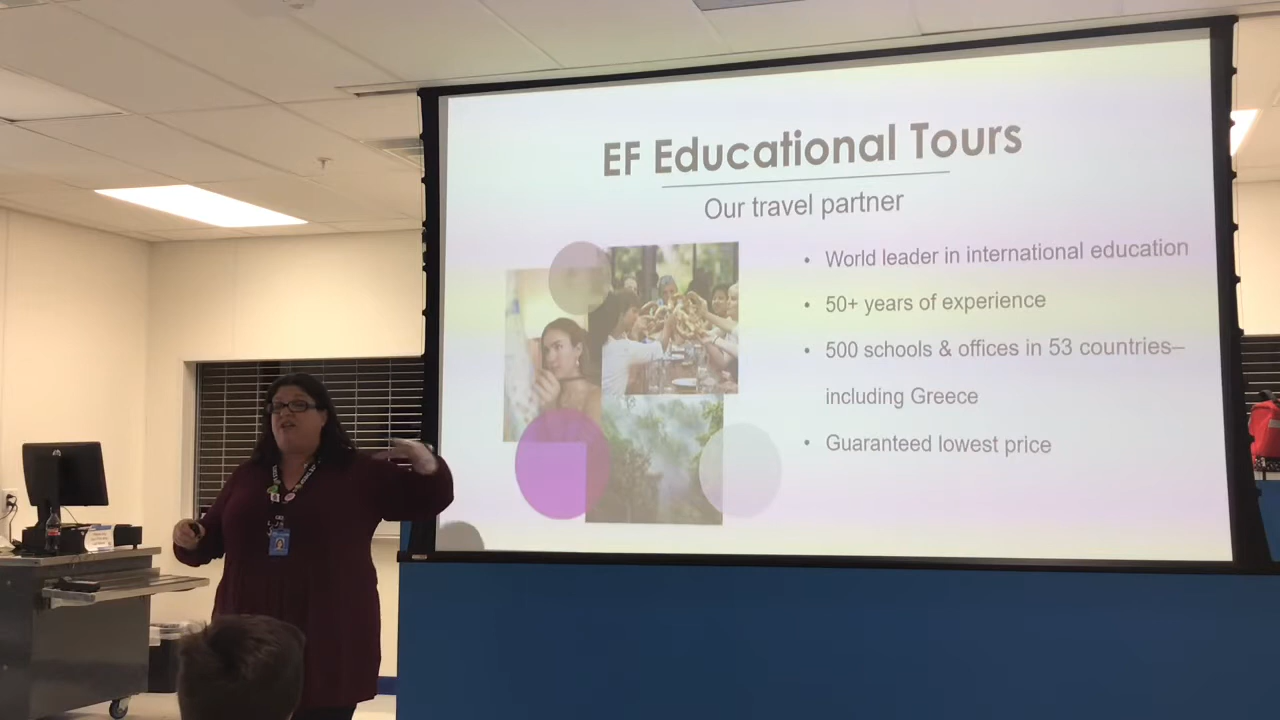 EF Educational Tours
Our travel partner
• World leader in international education
• 50+ years of experience
• 500 schools & offices in 53 countries–
including Greece
• Guaranteed lowest price